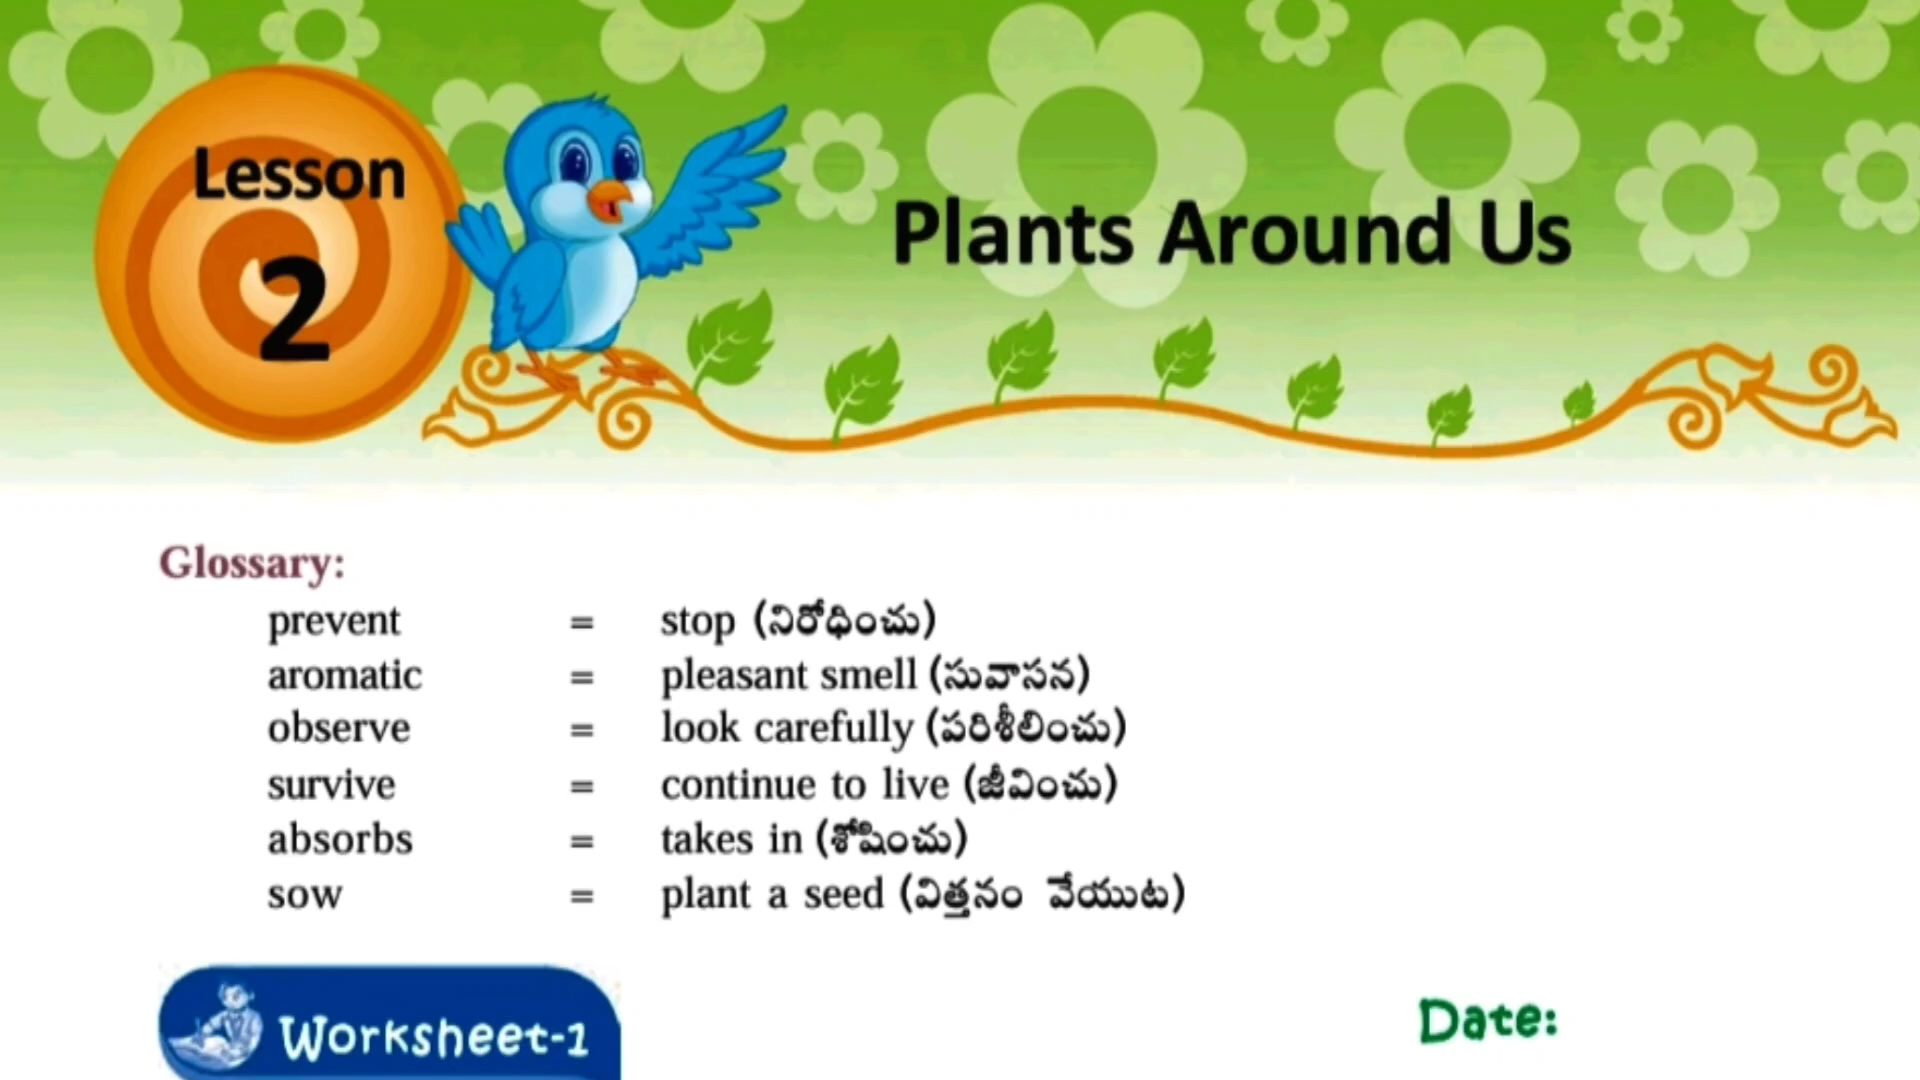 Lesson
2
Plants Around Us
Glossary:
prevent = stop (నిరోధించు)
aromatic = pleasant smell (సువాసన)
observe = look carefully (పరిశీలించు)
survive = continue to live (జీవించు)
absorbs = takes in (శోషించు)
sow = plant a seed (విత్తనం వేయుట)
Worksheet-1
Date: